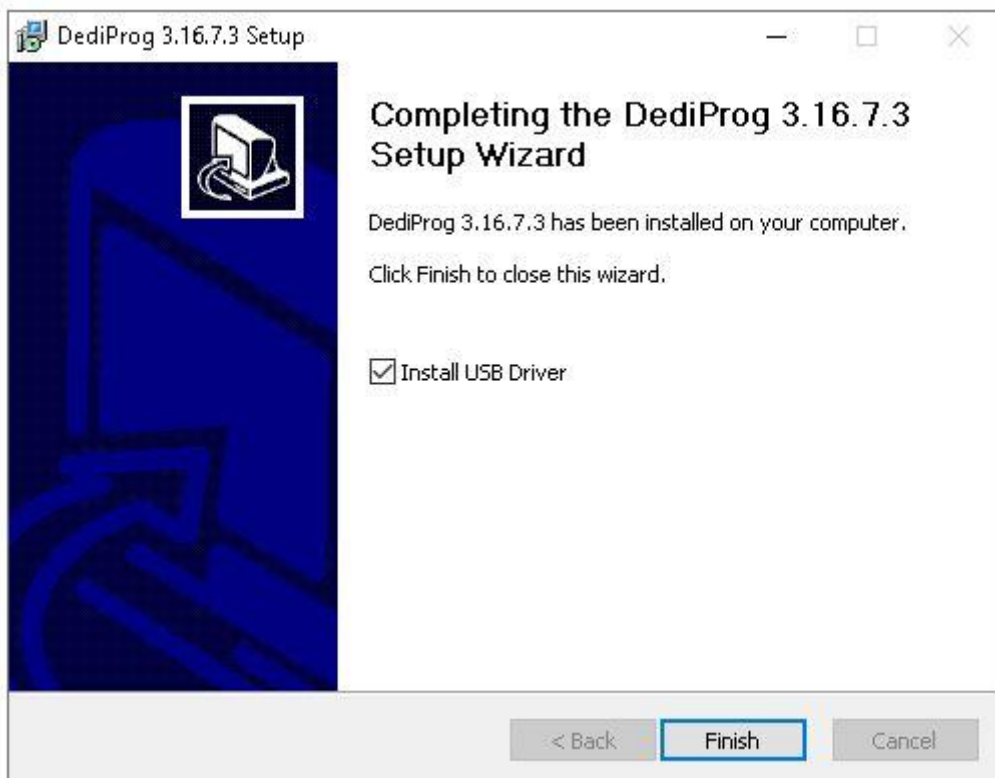 DediProg 3.16.7.3 Setup
Completing the DediProg 3.16.7.3
Setup Wizard
DediProg 3.16.7.3 has been installed on your computer.
Click Finish to close this wizard.
Install USB Driver
< Back Finish Cancel